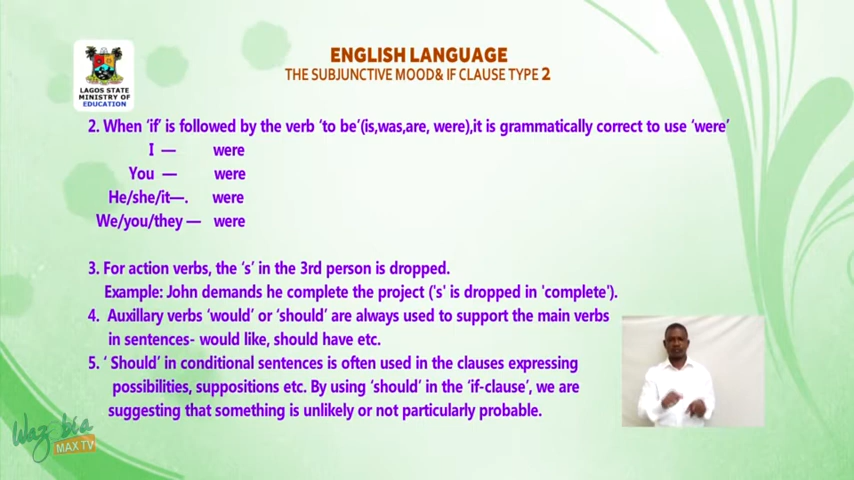 ENGLISH LANGUAGE
THE SUBJUNCTIVE MOOD& IF CLAUSE TYPE 2
LAGOS STATE
MINISTRY OF
EDUCATION
2. When ‘if’ is followed by the verb ‘to be’(is,was,are, were),it is grammatically correct to use ‘were’
I — were
You — were
He/she/it—. were
We/you/they — were
3. For action verbs, the ‘s’ in the 3rd person is dropped.
Example: John demands he complete the project ('s' is dropped in 'complete').
4. Auxillary verbs ‘would’ or ‘should’ are always used to support the main verbs
in sentences- would like, should have etc.
5. ‘ Should’ in conditional sentences is often used in the clauses expressing
possibilities, suppositions etc. By using ‘should’ in the ‘if-clause’, we are
suggesting that something is unlikely or not particularly probable.
Wazobia
MAX TV